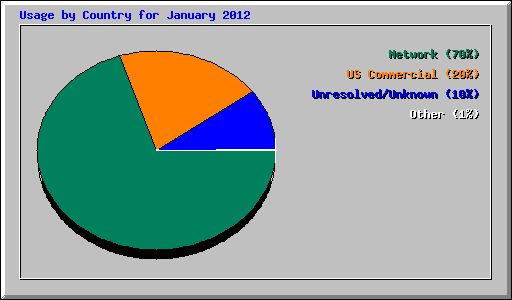 Usage by Country for January 2012
Network (70%)
US Commercial (20%)
Unresolved/Unknown (10%)
Other (1%)